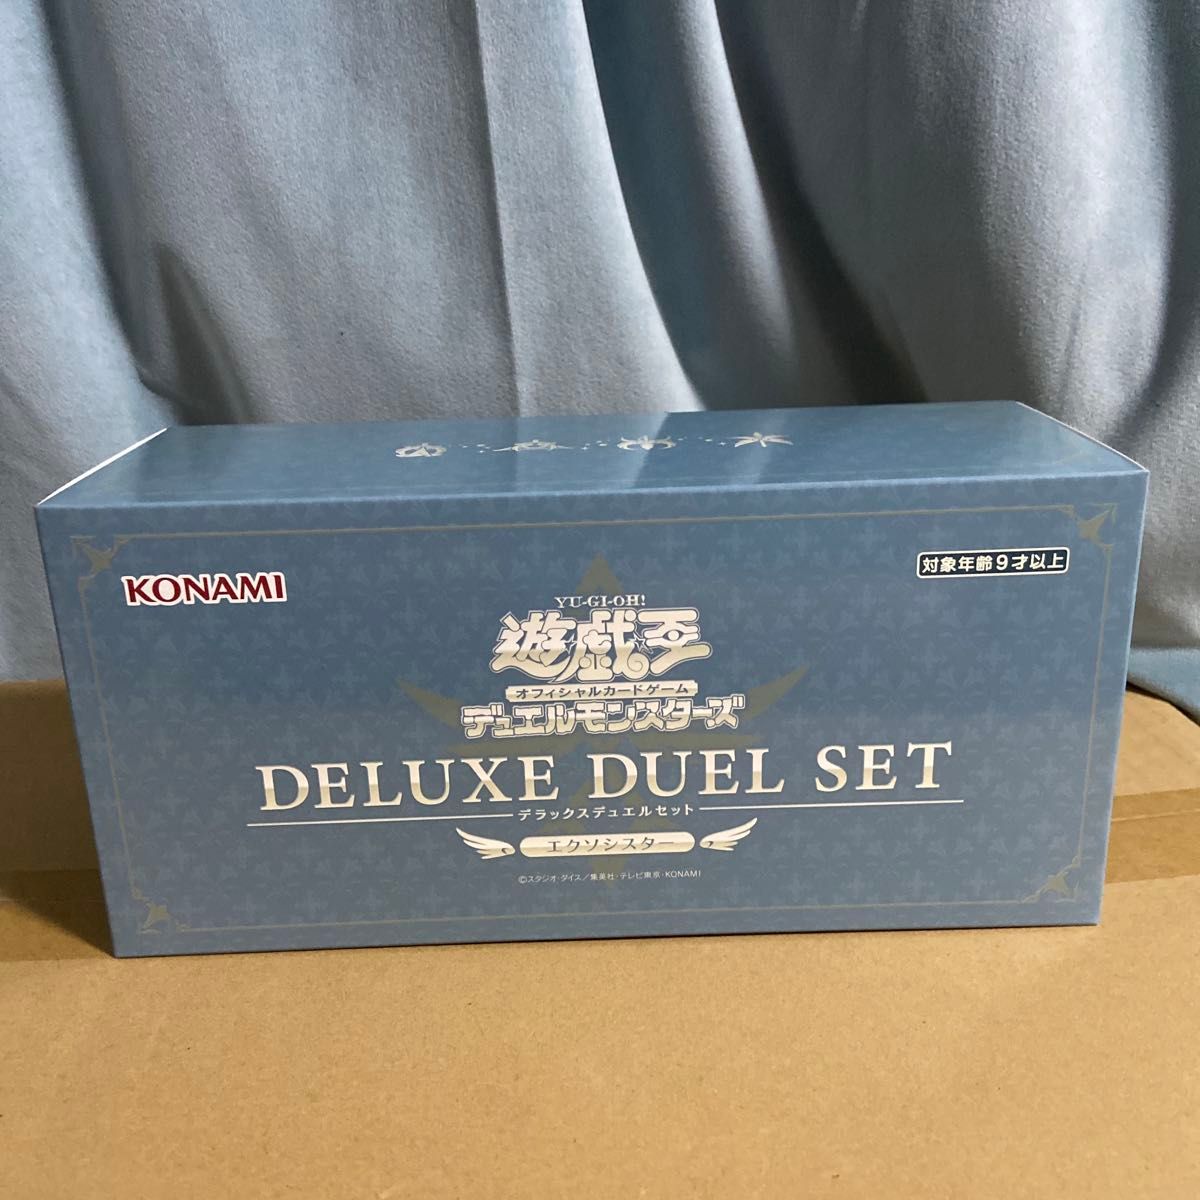 KONAMI
対象年齢9才以上
YU-GI-OH!
遊戯王
オフィシャルカードゲーム
デュエルモンスターズ
DELUXE DUEL SET
デラックスデュエルセット
エクソシスター
©スタジオ・ダイス/集英社・テレビ東京・KONAMI